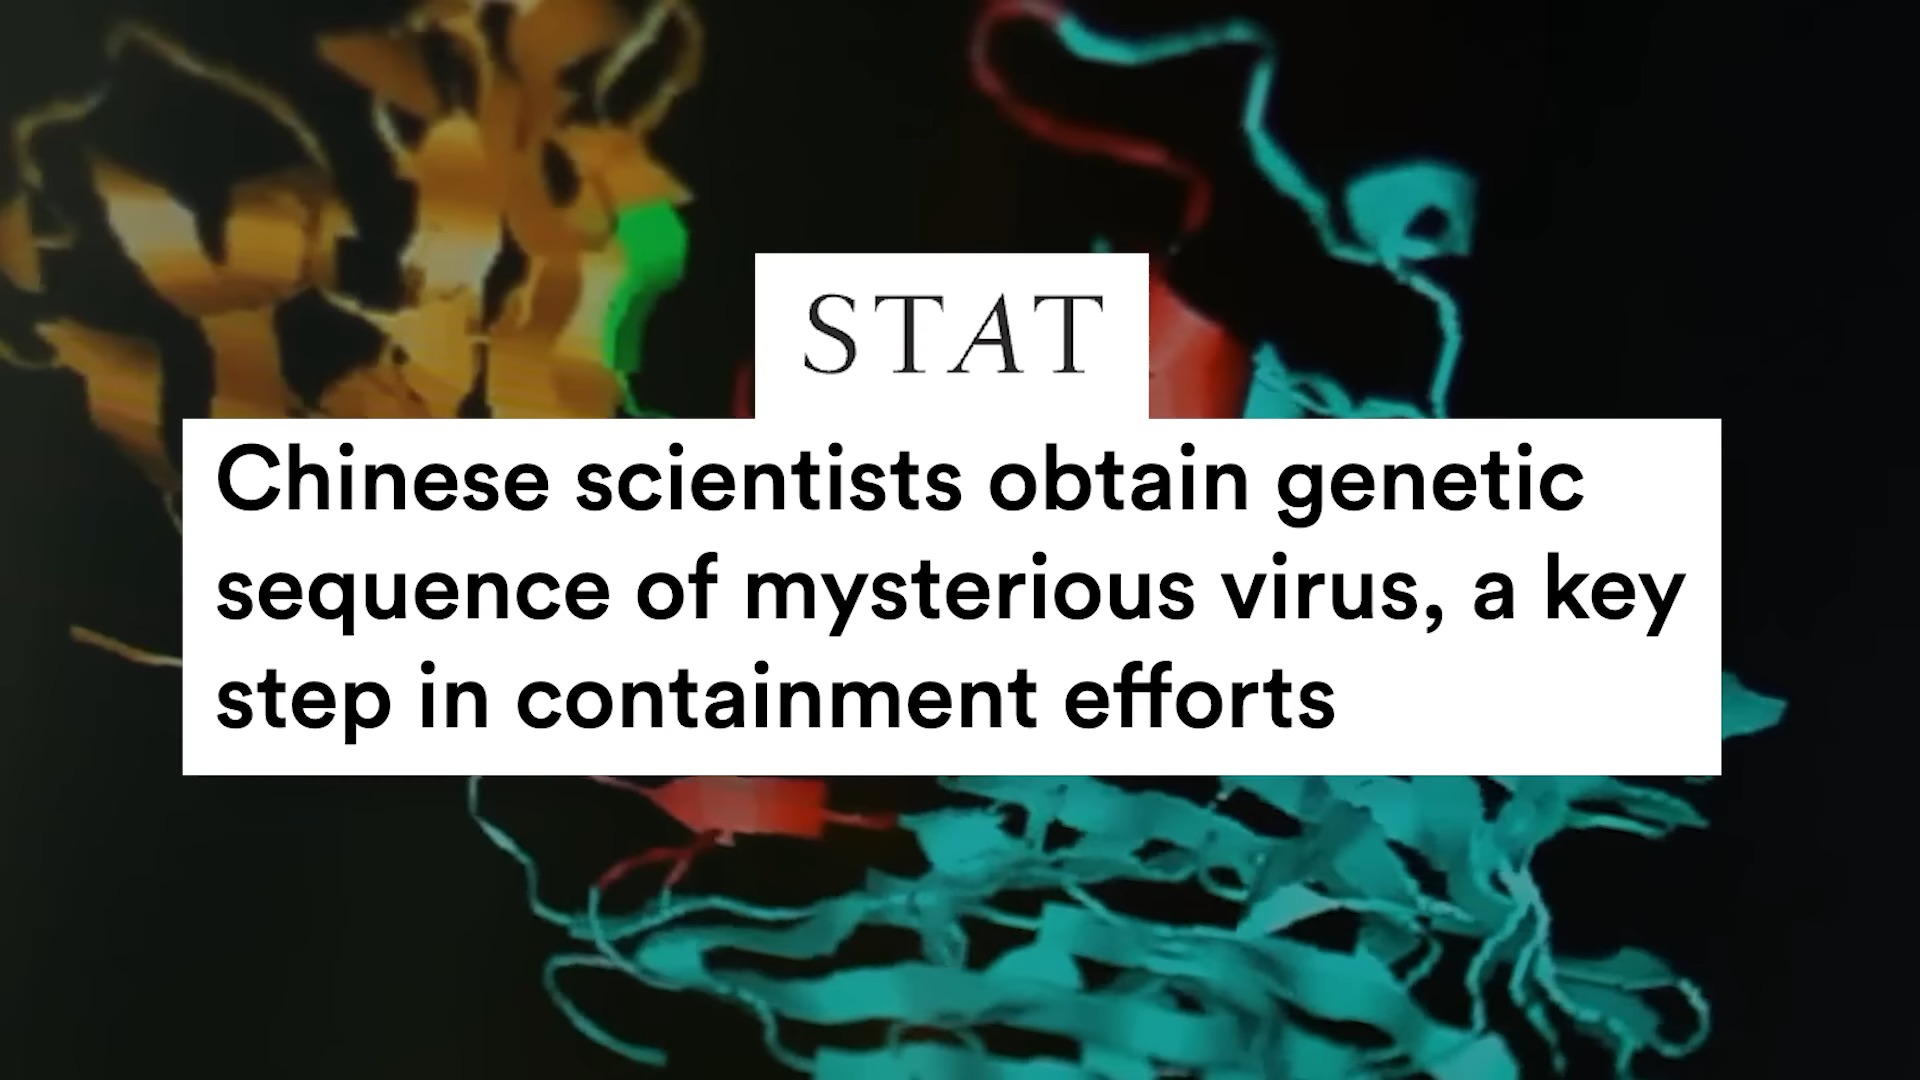 STAT
Chinese scientists obtain genetic
sequence of mysterious virus, a key
step in containment efforts